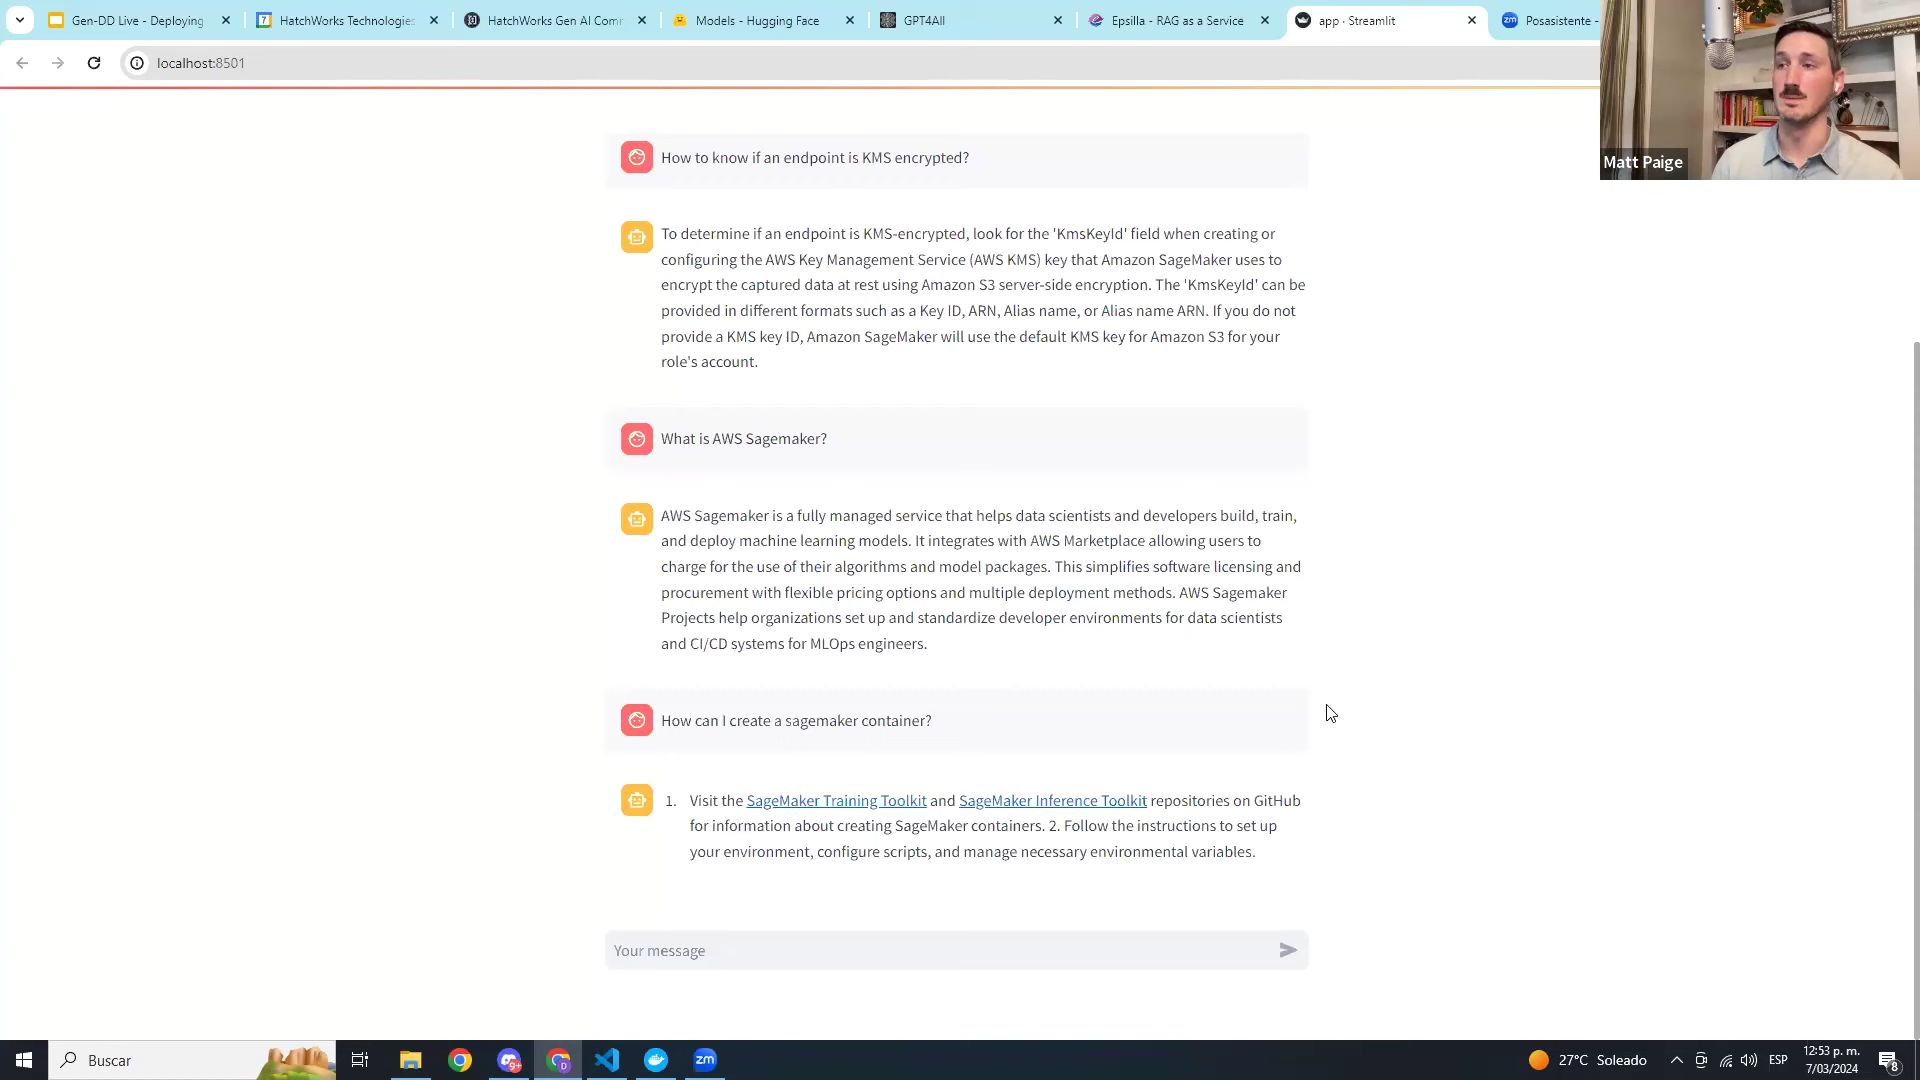 Gen-DD Live - Deploying
HatchWorks Technologies
HatchWorks Gen AI Com
Models - Hugging Face
GPT4All
Epsilla - RAG as a Service
app · Streamlit
Posasistente -
localhost:8501
Matt Paige
How to know if an endpoint is KMS encrypted?
To determine if an endpoint is KMS-encrypted, look for the 'KmsKeyId' field when creating or
configuring the AWS Key Management Service (AWS KMS) key that Amazon SageMaker uses to
encrypt the captured data at rest using Amazon S3 server-side encryption. The 'KmsKeyId' can be
provided in different formats such as a Key ID, ARN, Alias name, or Alias name ARN. If you do not
provide a KMS key ID, Amazon SageMaker will use the default KMS key for Amazon S3 for your
role's account.
What is AWS Sagemaker?
AWS Sagemaker is a fully managed service that helps data scientists and developers build, train,
and deploy machine learning models. It integrates with AWS Marketplace allowing users to
charge for the use of their algorithms and model packages. This simplifies software licensing and
procurement with flexible pricing options and multiple deployment methods. AWS Sagemaker
Projects help organizations set up and standardize developer environments for data scientists
and CI/CD systems for MLOps engineers.
How can I create a sagemaker container?
1. Visit the SageMaker Training Toolkit and SageMaker Inference Toolkit repositories on GitHub
for information about creating SageMaker containers. 2. Follow the instructions to set up
your environment, configure scripts, and manage necessary environmental variables.
Your message
Buscar
27°C Soleado
ESP
12:53 p. m.
7/03/2024